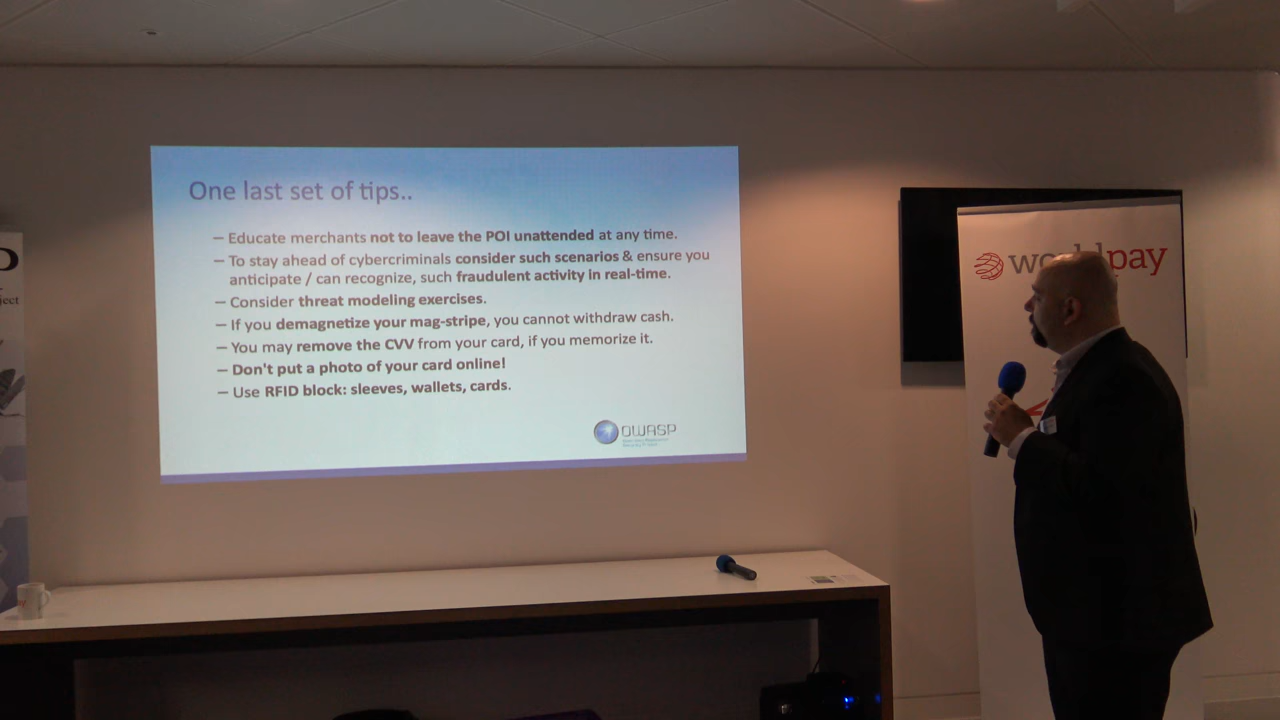 One last set of tips..
– Educate merchants not to leave the POI unattended at any time.
– To stay ahead of cybercriminals consider such scenarios & ensure you
anticipate / can recognize, such fraudulent activity in real-time.
– Consider threat modeling exercises.
– If you demagnetize your mag-stripe, you cannot withdraw cash.
– You may remove the CVV from your card, if you memorize it.
– Don't put a photo of your card online!
– Use RFID block: sleeves, wallets, cards.
OWASP
ject
pay